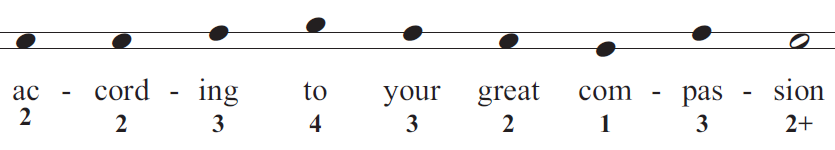 ac - cord - ing to your great com - pas - sion
2 2 3 4 3 2 1 3 2+